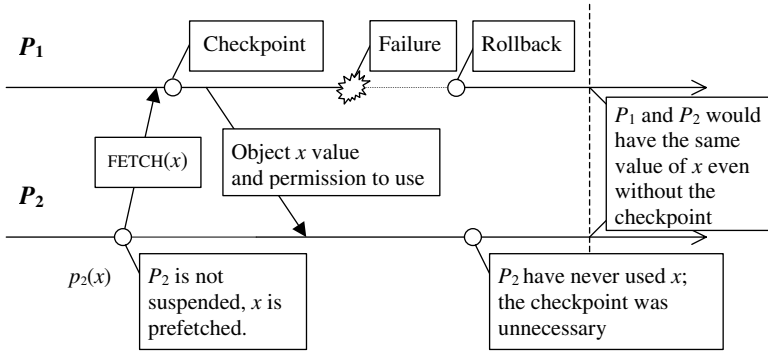 P1
Checkpoint
Failure
Rollback
FETCH(x)
Object x value
and permission to use
P1 and P2 would
have the same
value of x even
without the
checkpoint
P2
p2(x)
P2 is not
suspended, x is
prefetched.
P2 have never used x;
the checkpoint was
unnecessary